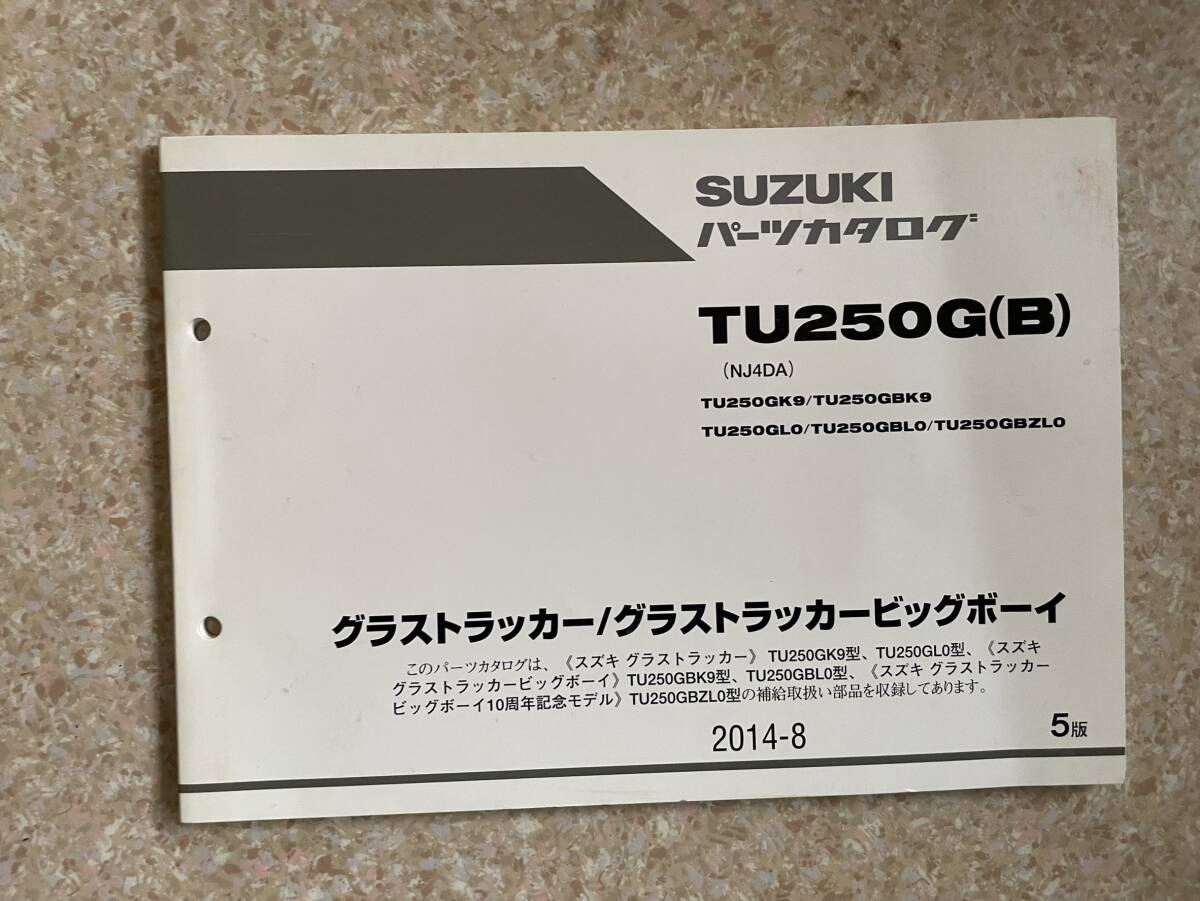 SUZUKI
パーツカタログ
TU250G(B)
(NJ4DA)
TU250GK9/TU250GBK9
TU250GL0/TU250GBL0/TU250GBZL0
グラストラッカー/グラストラッカービッグボーイ
このパーツカタログは、《スズキ グラストラッカー》 TU250GK9型、TU250GL0型、《スズキ
グラストラッカービッグボーイ》TU250GBK9型、TU250GBL0型、《スズキ グラストラッカー
ビッグボーイ10周年記念モデル》TU250GBZL0型の補給取扱い部品を収録してあります。
2014-8
5版